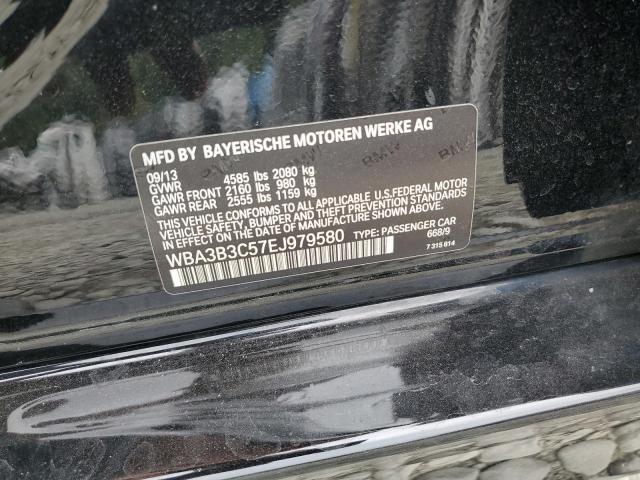 MFD BY BAYERISCHE MOTOREN WERKE AG
09/13
GVWR 4585 lbs 2080 kg
GAWR FRONT 2160 lbs 980 kg
GAWR REAR 2555 lbs 1159 kg
THIS VEHICLE CONFORMS TO ALL APPLICABLE U.S.FEDERAL MOTOR
VEHICLE SAFETY, BUMPER, AND THEFT PREVENTION STANDARDS
IN EFFECT ON THE DATE OF MANUFACTURE SHOWN ABOVE.
WBA3B3C57EJ979580 TYPE: PASSENGER CAR
668/9
7 315 814